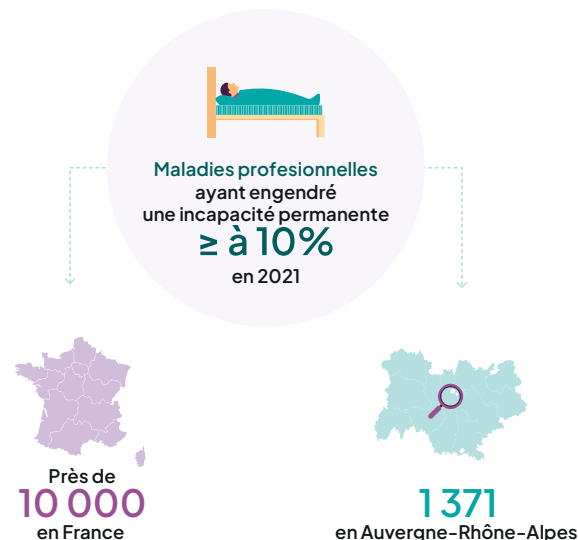 Maladies profesionnelles
ayant engendré
une incapacité permanente
≥ à 10%
en 2021
Près de
10 000
en France
1 371
en Auvergne-Rhône-Alpes